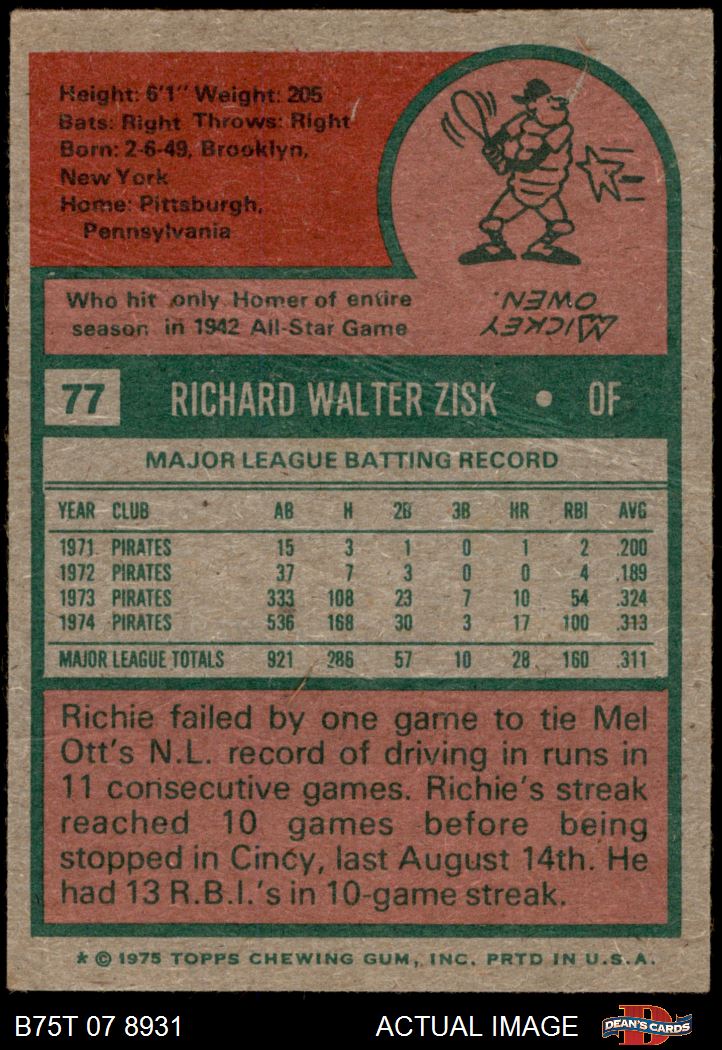 Height: 6'1" Weight: 205
Bats: Right Throws: Right
Born: 2-6-49, Brooklyn,
New York
Home: Pittsburgh,
Pennsylvania
Who hit only Homer of entire
season in 1942 All-Star Game
MICKEY
OWEN.
77 RICHARD WALTER ZISK • OF
MAJOR LEAGUE BATTING RECORD
YEAR CLUB AB H 2B 3B HR RBI AVG
1971 PIRATES 15 3 1 0 1 2 .200
1972 PIRATES 37 7 3 0 0 4 .189
1973 PIRATES 333 108 23 7 10 54 .324
1974 PIRATES 536 168 30 3 17 100 .313
MAJOR LEAGUE TOTALS 921 286 57 10 28 160 .311
Richie failed by one game to tie Mel
Ott's N.L. record of driving in runs in
11 consecutive games. Richie's streak
reached 10 games before being
stopped in Cincy, last August 14th. He
had 13 R.B.I.'s in 10-game streak.
* © 1975 TOPPS CHEWING GUM, INC. PRTD IN U.S.A.
B75T 07 8931 ACTUAL IMAGE
D
DEAN'S CARDS